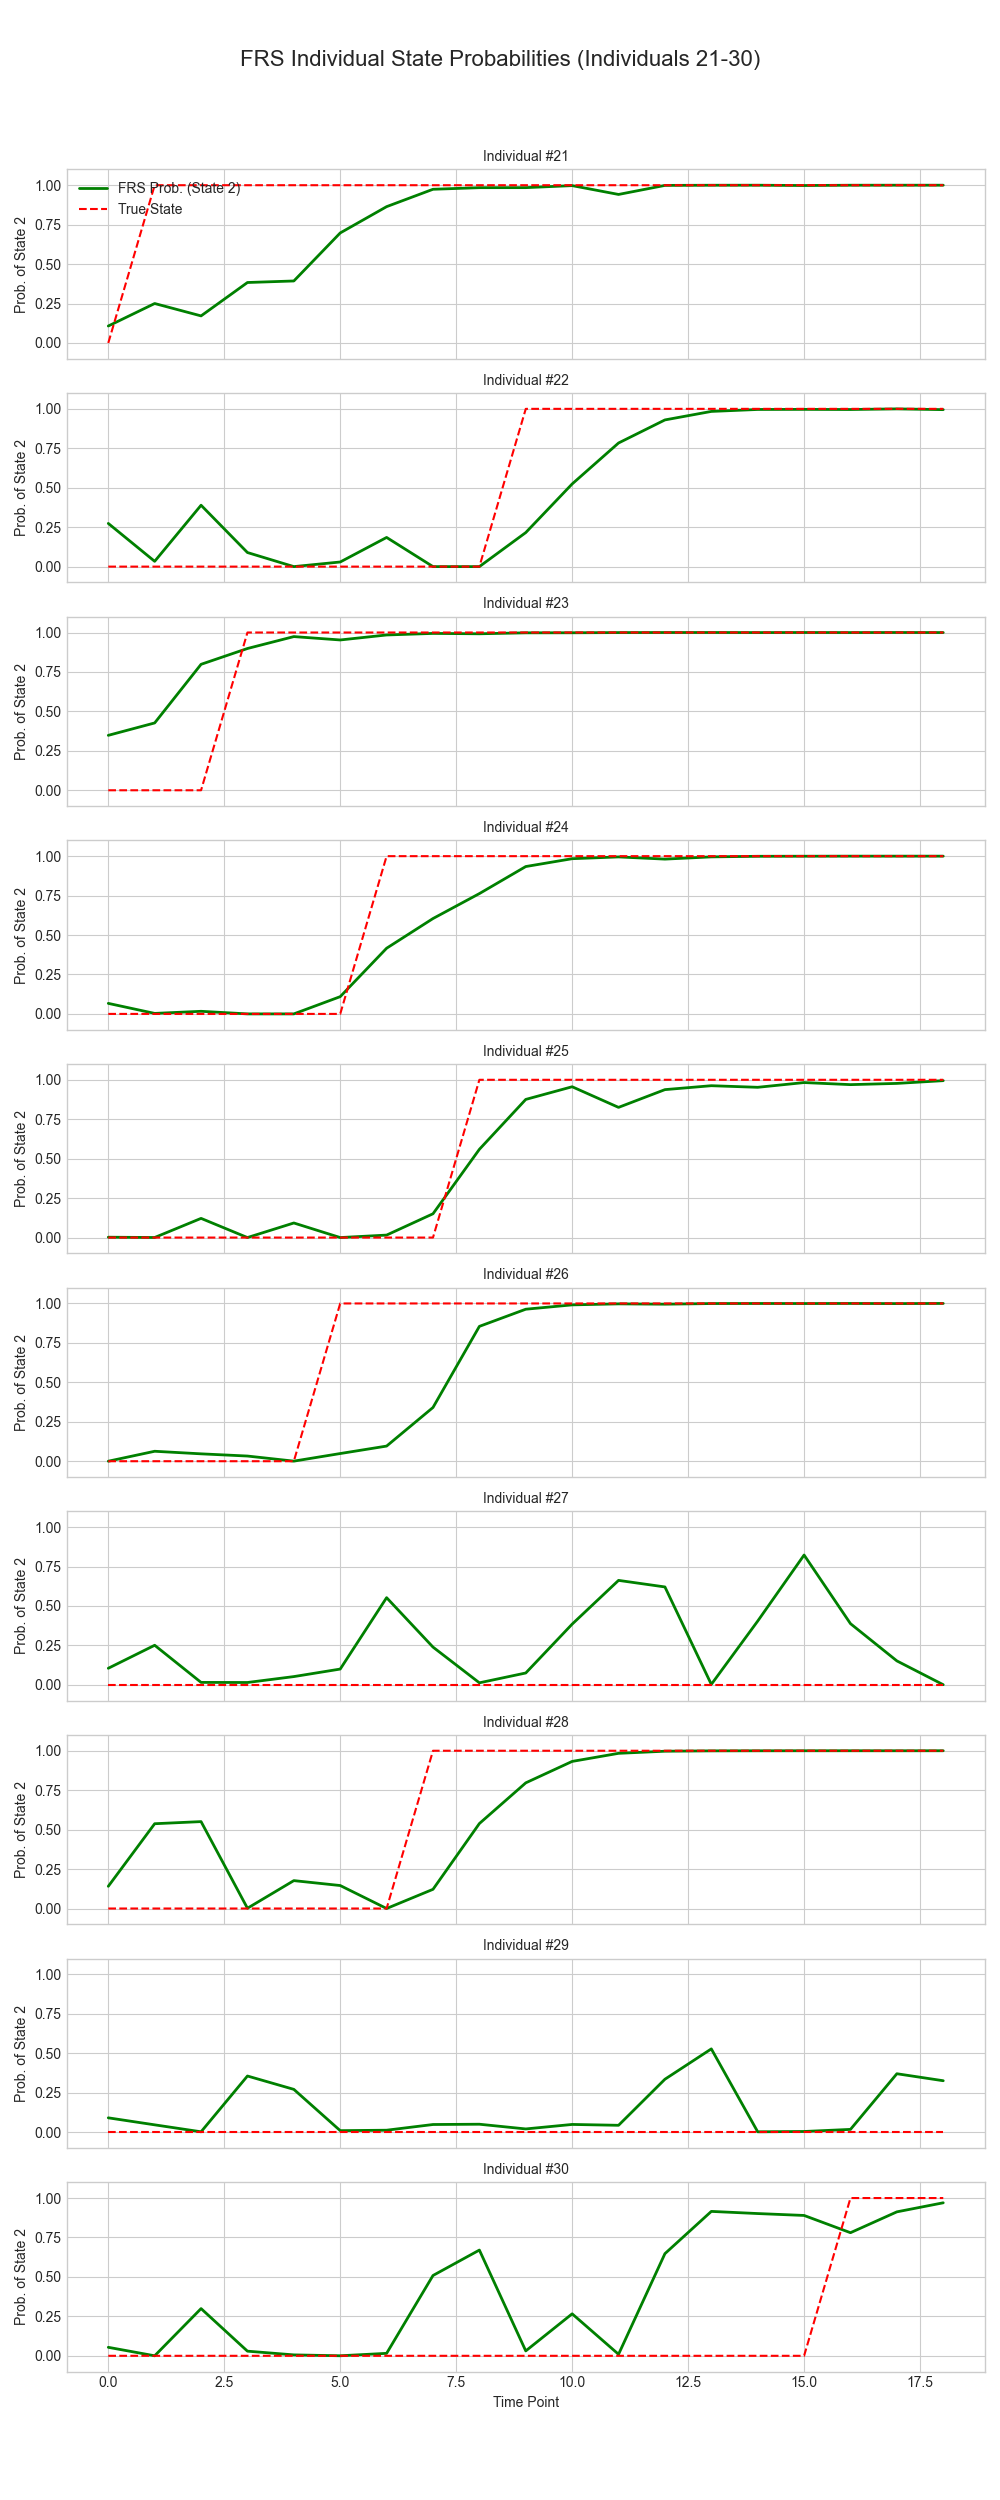 FRS Individual State Probabilities (Individuals 21-30)
Individual #21
FRS Prob. (State 2)
True State
1.00
0.75
0.50
0.25
0.00
Prob. of State 2
Individual #22
1.00
0.75
0.50
0.25
0.00
Prob. of State 2
Individual #23
1.00
0.75
0.50
0.25
0.00
Prob. of State 2
Individual #24
1.00
0.75
0.50
0.25
0.00
Prob. of State 2
Individual #25
1.00
0.75
0.50
0.25
0.00
Prob. of State 2
Individual #26
1.00
0.75
0.50
0.25
0.00
Prob. of State 2
Individual #27
1.00
0.75
0.50
0.25
0.00
Prob. of State 2
Individual #28
1.00
0.75
0.50
0.25
0.00
Prob. of State 2
Individual #29
1.00
0.75
0.50
0.25
0.00
Prob. of State 2
Individual #30
1.00
0.75
0.50
0.25
0.00
Prob. of State 2
0.0 2.5 5.0 7.5 10.0 12.5 15.0 17.5
Time Point